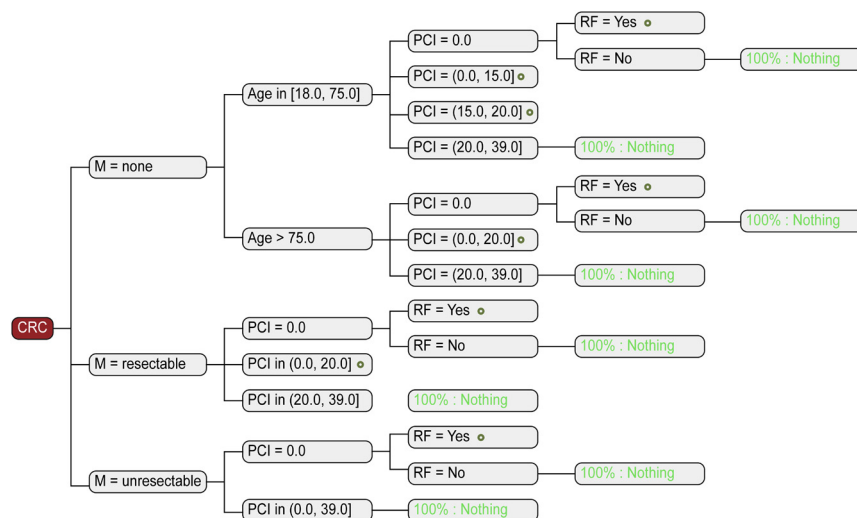 RF = Yes
PCI = 0.0
RF = No
100% : Nothing
PCI = (0.0, 15.0]
Age in [18.0, 75.0]
PCI = (15.0, 20.0]
PCI = (20.0, 39.0]
100% : Nothing
M = none
RF = Yes
PCI = 0.0
RF = No
100% : Nothing
Age > 75.0
PCI = (0.0, 20.0]
PCI = (20.0, 39.0]
100% : Nothing
CRC
RF = Yes
PCI = 0.0
RF = No
100% : Nothing
M = resectable
PCI in (0.0, 20.0]
PCI in (20.0, 39.0]
100% : Nothing
RF = Yes
PCI = 0.0
RF = No
100% : Nothing
M = unresectable
PCI in (0.0, 39.0]
100% : Nothing